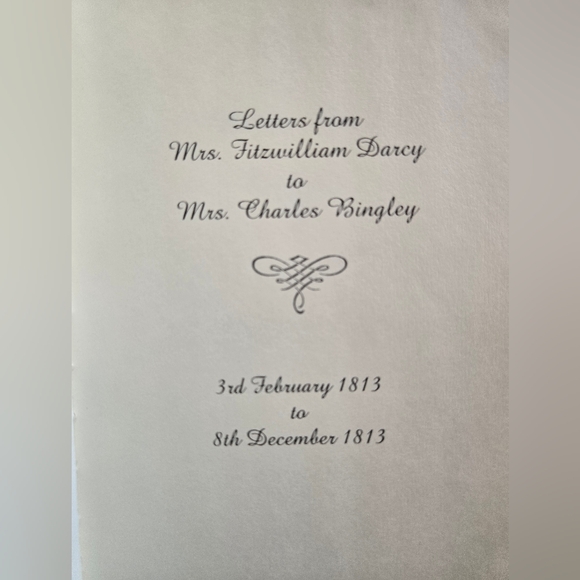 Letters from
Mrs. Fitzwilliam Darcy
to
Mrs. Charles Bingley
3rd February 1813
to
8th December 1813